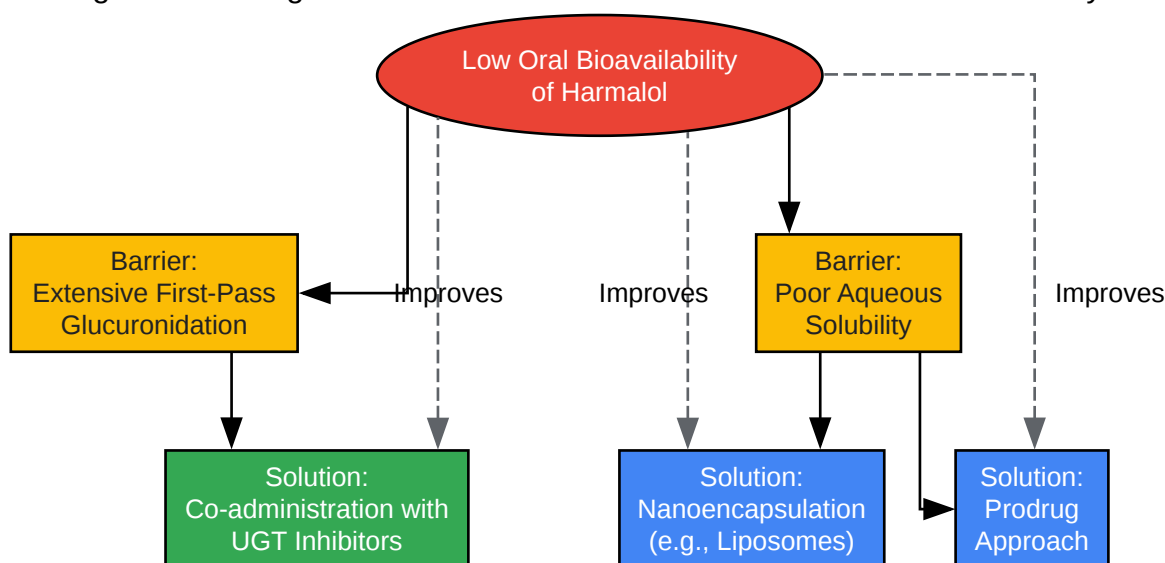 Low Oral Bioavailability
of Harmalol
Barrier:
Extensive First-Pass
Glucuronidation
Improves
Improves
Barrier:
Poor Aqueous
Solubility
Improves
Solution:
Co-administration with
UGT Inhibitors
Solution:
Nanoencapsulation
(e.g., Liposomes)
Solution:
Prodrug
Approach